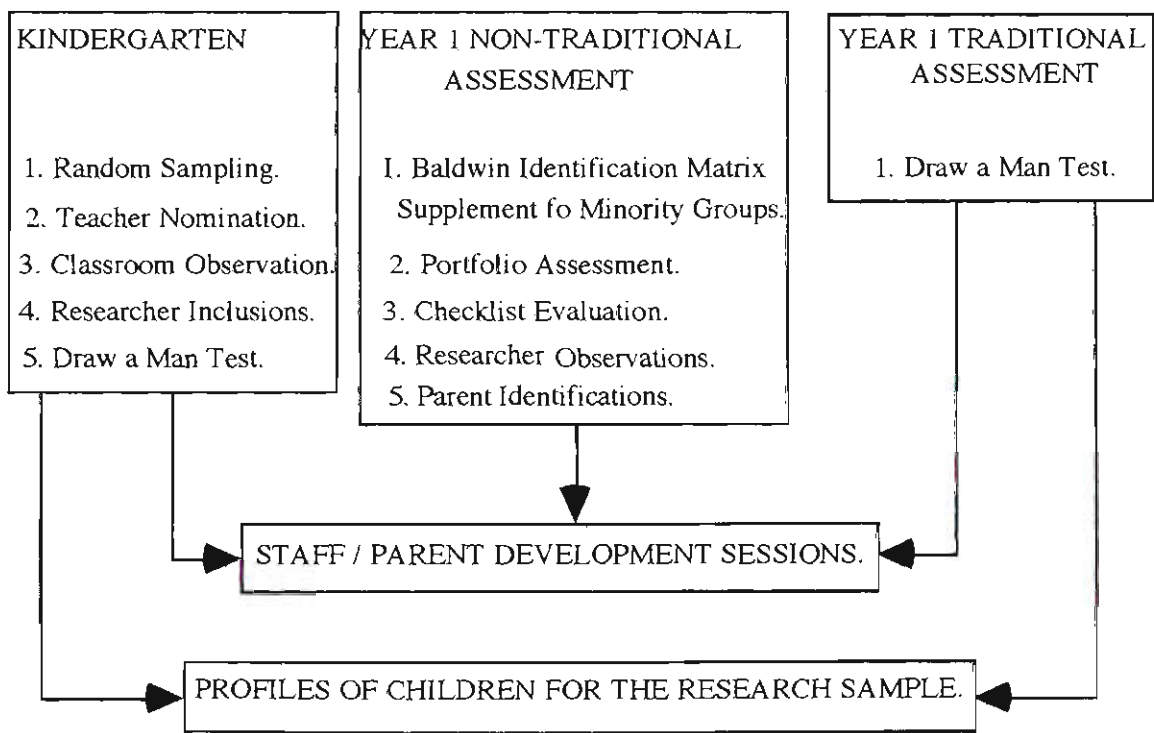 KINDERGARTEN
1. Random Sampling.
2. Teacher Nomination.
3. Classroom Observation.
4. Researcher Inclusions.
5. Draw a Man Test.
YEAR 1 NON-TRADITIONAL
ASSESSMENT
1. Baldwin Identification Matrix
Supplement fo Minority Groups.
2. Portfolio Assessment.
3. Checklist Evaluation.
4. Researcher Observations.
5. Parent Identifications.
YEAR 1 TRADITIONAL
ASSESSMENT
1. Draw a Man Test.
STAFF / PARENT DEVELOPMENT SESSIONS.
PROFILES OF CHILDREN FOR THE RESEARCH SAMPLE.